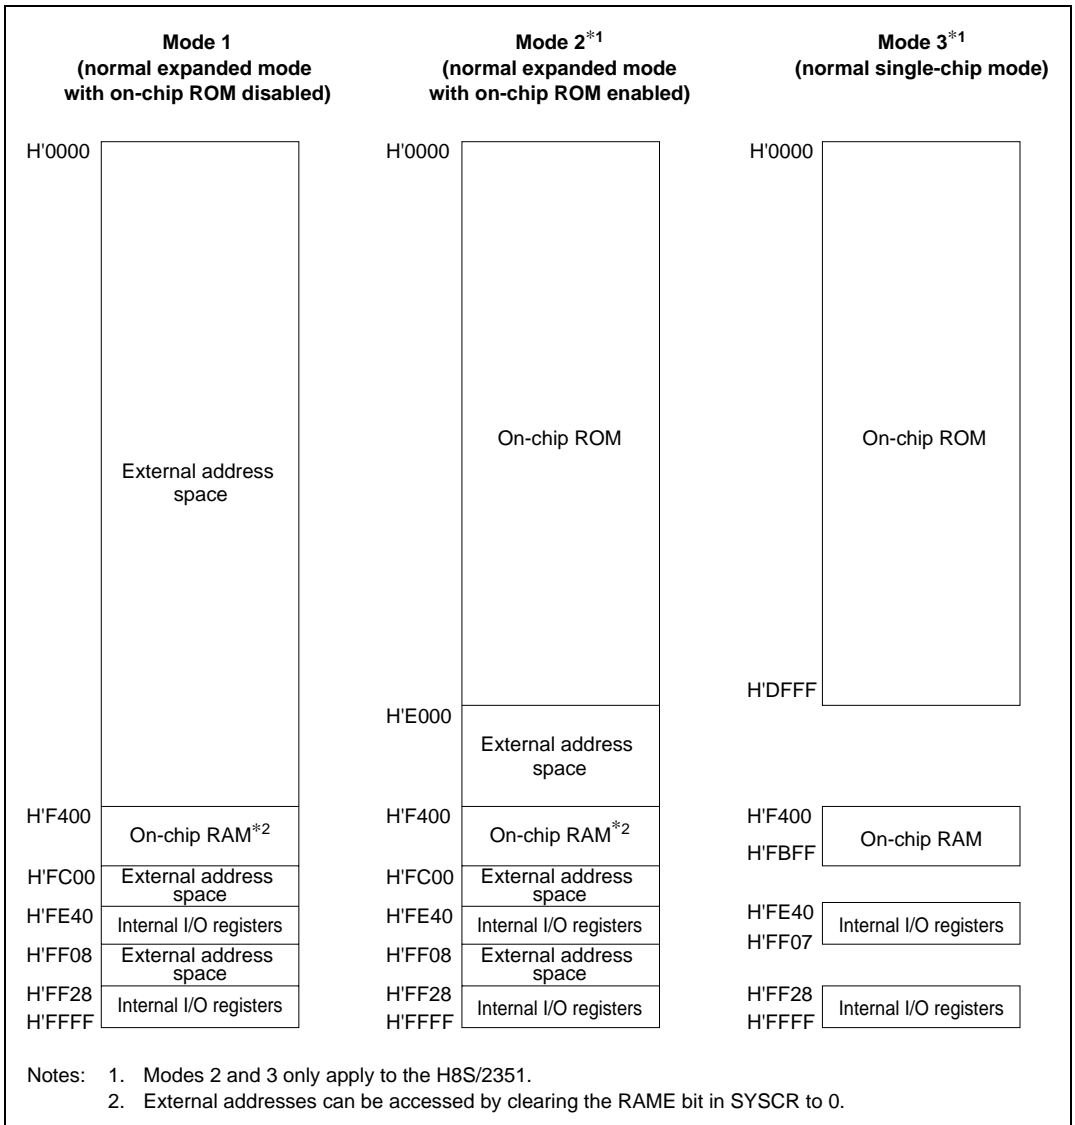 Mode 1
(normal expanded mode
with on-chip ROM disabled)
H'0000
External address
space
H'F400
On-chip RAM*2
H'FC00
External address
space
H'FE40
Internal I/O registers
H'FF08
External address
space
H'FF28
Internal I/O registers
H'FFFF
Mode 2*1
(normal expanded mode
with on-chip ROM enabled)
H'0000
On-chip ROM
H'E000
External address
space
H'F400
On-chip RAM*2
H'FC00
External address
space
H'FE40
Internal I/O registers
H'FF08
External address
space
H'FF28
Internal I/O registers
H'FFFF
Mode 3*1
(normal single-chip mode)
H'0000
On-chip ROM
H'DFFF
H'F400
On-chip RAM
H'FBFF
H'FE40
Internal I/O registers
H'FF07
H'FF28
Internal I/O registers
H'FFFF
Notes: 1. Modes 2 and 3 only apply to the H8S/2351.
2. External addresses can be accessed by clearing the RAME bit in SYSCR to 0.